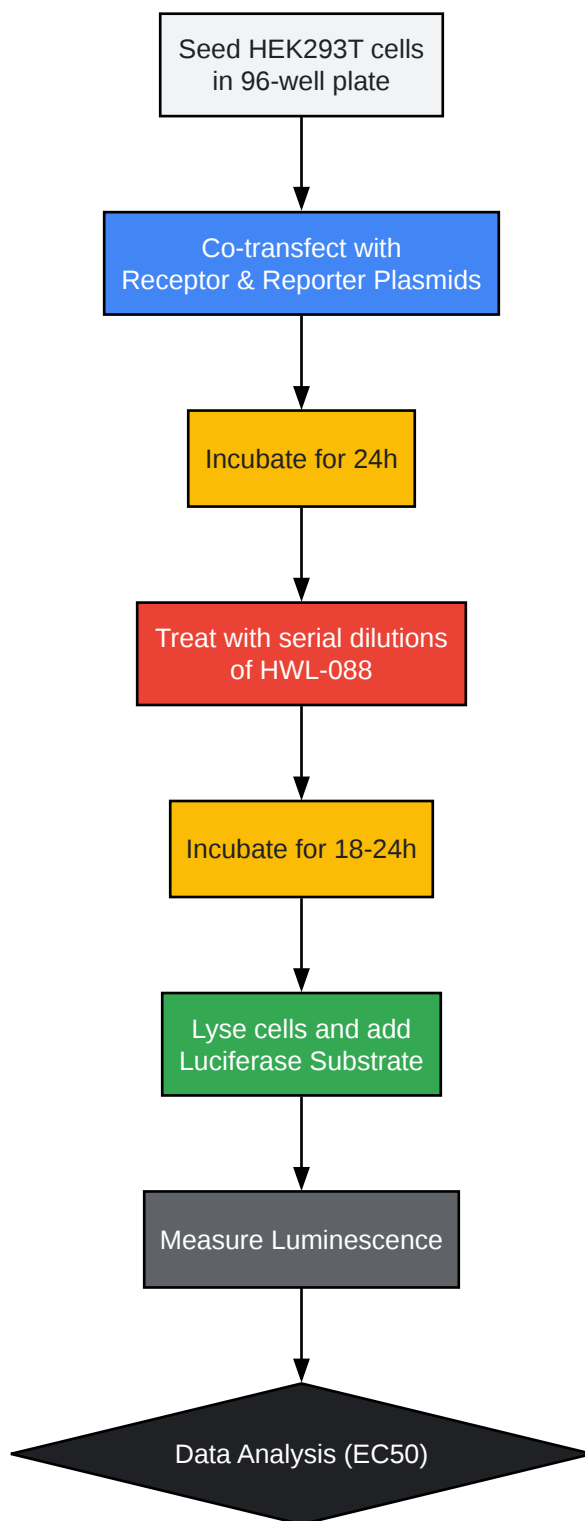 Seed HEK293T cells
in 96-well plate
Co-transfect with
Receptor & Reporter Plasmids
Incubate for 24h
Treat with serial dilutions
of HWL-088
Incubate for 18-24h
Lyse cells and add
Luciferase Substrate
Measure Luminescence
Data Analysis (EC50)